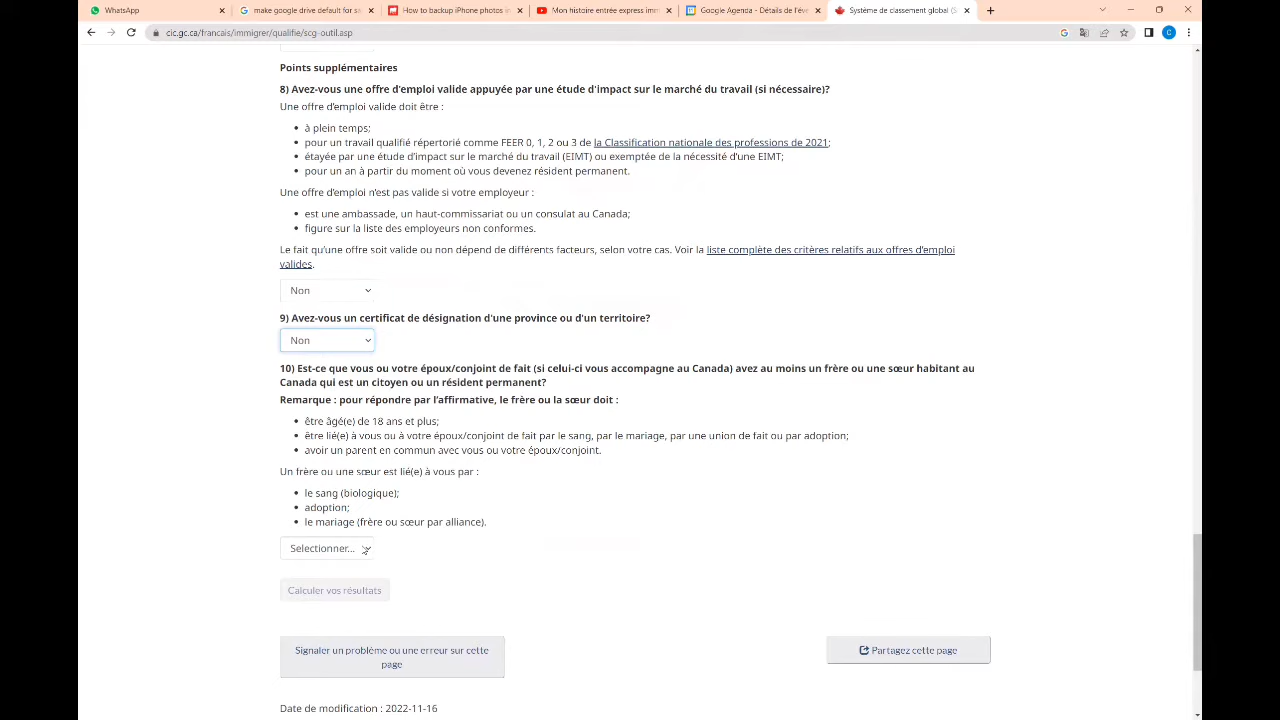 WhatsApp
make google drive default for sa
How to backup iPhone photos in
Mon histoire entrée express imm
Google Agenda - Détails de l'éve
Système de classement global (S
cic.gc.ca/francais/immigrer/qualifie/scg-outil.asp
Points supplémentaires
8) Avez-vous une offre d'emploi valide appuyée par une étude d'impact sur le marché du travail (si nécessaire)?
Une offre d'emploi valide doit être :
à plein temps;
pour un travail qualifié répertorié comme FEER 0, 1, 2 ou 3 de la Classification nationale des professions de 2021;
étayée par une étude d'impact sur le marché du travail (EIMT) ou exemptée de la nécessité d'une EIMT;
pour un an à partir du moment où vous devenez résident permanent.
Une offre d'emploi n'est pas valide si votre employeur :
est une ambassade, un haut-commissariat ou un consulat au Canada;
figure sur la liste des employeurs non conformes.
Le fait qu'une offre soit valide ou non dépend de différents facteurs, selon votre cas. Voir la liste complète des critères relatifs aux offres d'emploi
valides.
Non
9) Avez-vous un certificat de désignation d'une province ou d'un territoire?
Non
10) Est-ce que vous ou votre époux/conjoint de fait (si celui-ci vous accompagne au Canada) avez au moins un frère ou une sœur habitant au
Canada qui est un citoyen ou un résident permanent?
Remarque : pour répondre par l'affirmative, le frère ou la sœur doit :
être âgé(e) de 18 ans et plus;
être lié(e) à vous ou à votre époux/conjoint de fait par le sang, par le mariage, par une union de fait ou par adoption;
avoir un parent en commun avec vous ou votre époux/conjoint.
Un frère ou une sœur est lié(e) à vous par :
le sang (biologique);
adoption;
le mariage (frère ou sœur par alliance).
Selectionner...
Calculer vos résultats
Signaler un problème ou une erreur sur cette
page
Partagez cette page
Date de modification : 2022-11-16